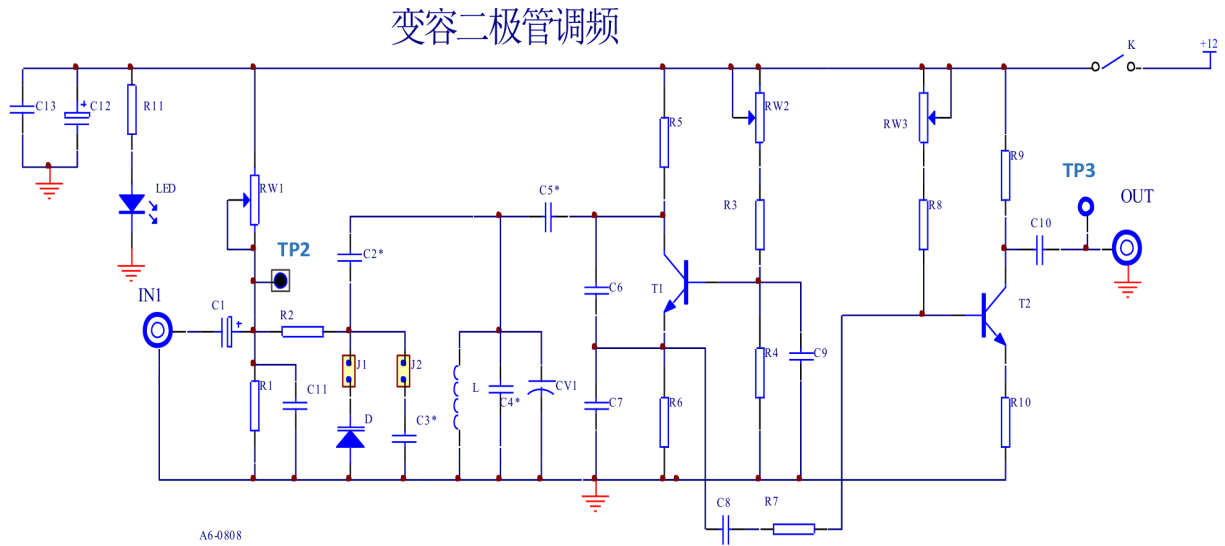 变容二极管调频
K
+12
C13
C12
R11
R5
RW2
RW3
R9
TP3
LED
RW1
C5*
R3
R8
OUT
TP2
C2*
C10
IN1
C1
R2
C6
T1
T2
J1
J2
R4
C9
R1
C11
D
C3*
L
C4*
CV1
C7
R6
R10
C8
R7
A6-0808